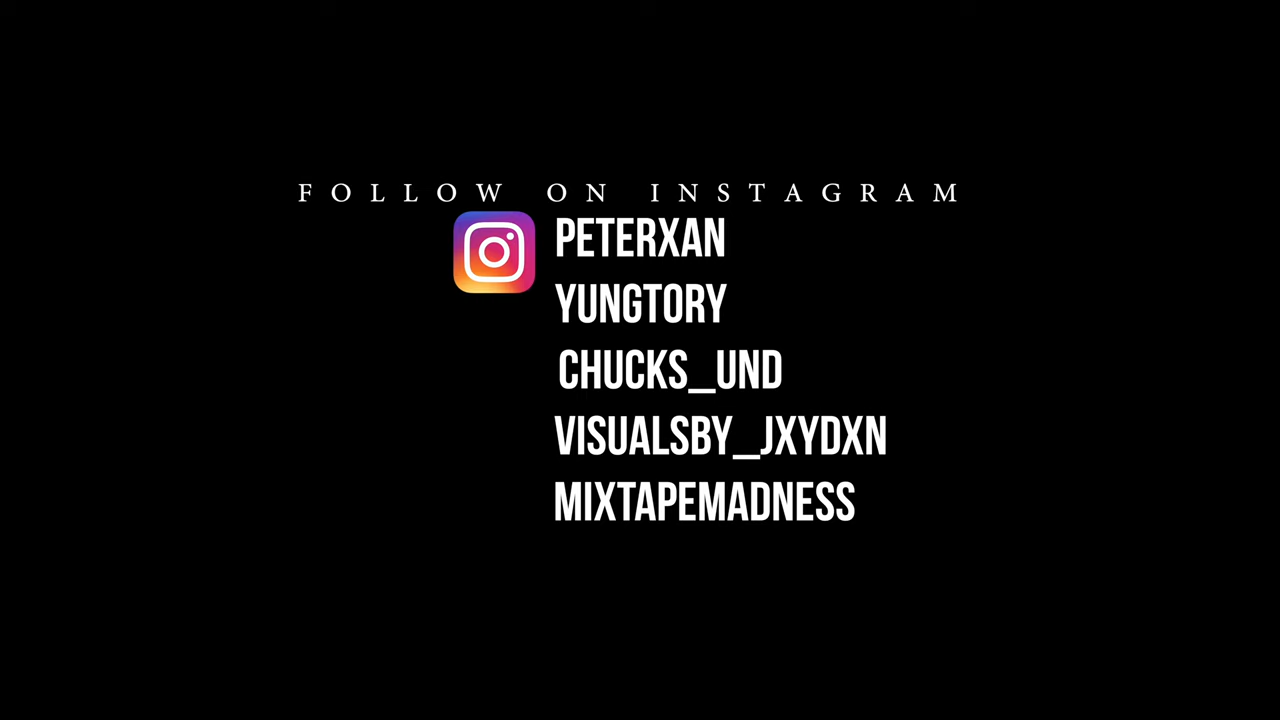 FOLLOW ON INSTAGRAM
PETERXAN
YUNGTORY
CHUCKS_UND
VISUALSBY_JXYDXN
MIXTAPEMADNESS